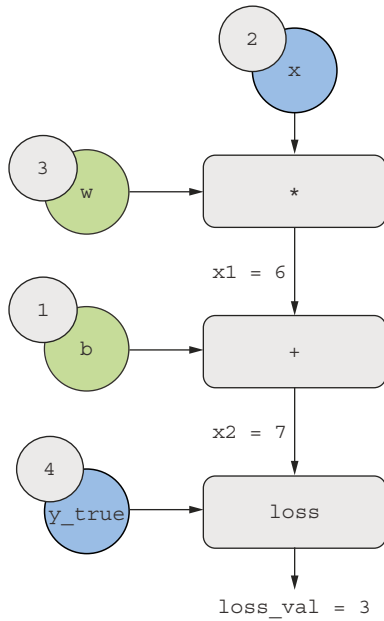 2
x
3
w
*
x1 = 6
1
b
+
x2 = 7
4
y_true
loss
loss_val = 3